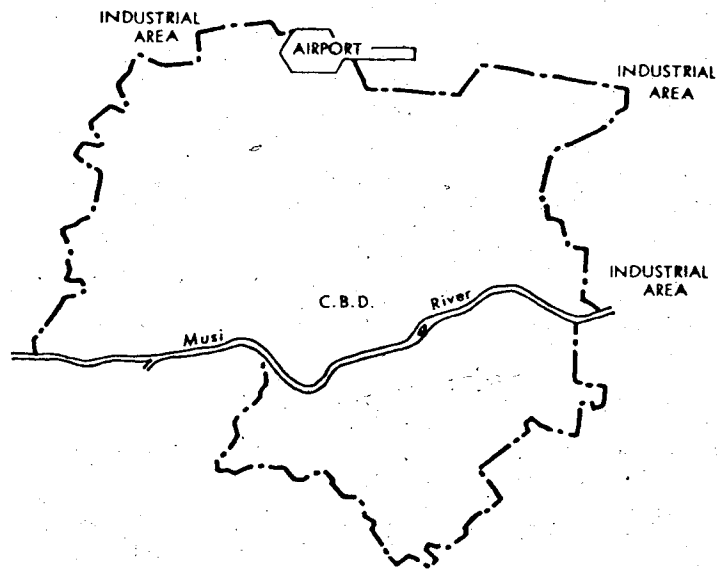 INDUSTRIAL
AREA
AIRPORT
INDUSTRIAL
AREA
INDUSTRIAL
AREA
C.B.D.
River
Musi